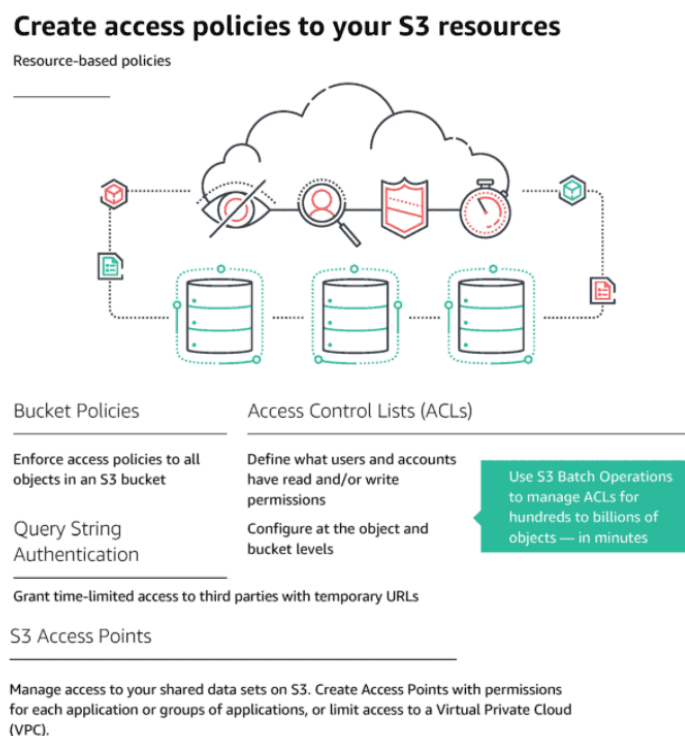 Create access policies to your S3 resources
Resource-based policies
Bucket Policies
Enforce access policies to all
objects in an S3 bucket
Access Control Lists (ACLs)
Define what users and accounts
have read and/or write
permissions
Configure at the object and
bucket levels
Use S3 Batch Operations
to manage ACLs for
hundreds to billions of
objects — in minutes
Query String
Authentication
Grant time-limited access to third parties with temporary URLs
S3 Access Points
Manage access to your shared data sets on S3. Create Access Points with permissions
for each application or groups of applications, or limit access to a Virtual Private Cloud
(VPC).